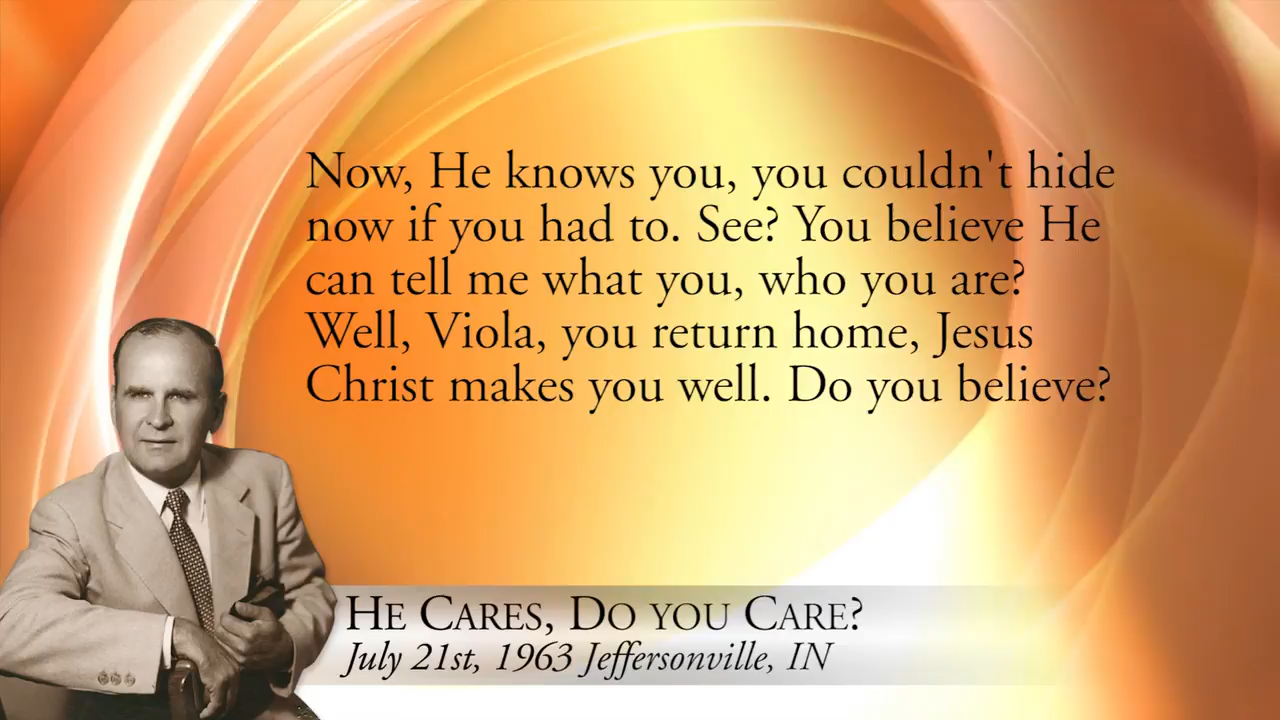 Now, He knows you, you couldn't hide
now if you had to. See? You believe He
can tell me what you, who you are?
Well, Viola, you return home, Jesus
Christ makes you well. Do you believe?
He Cares, Do you Care?
July 21st, 1963 Jeffersonville, IN